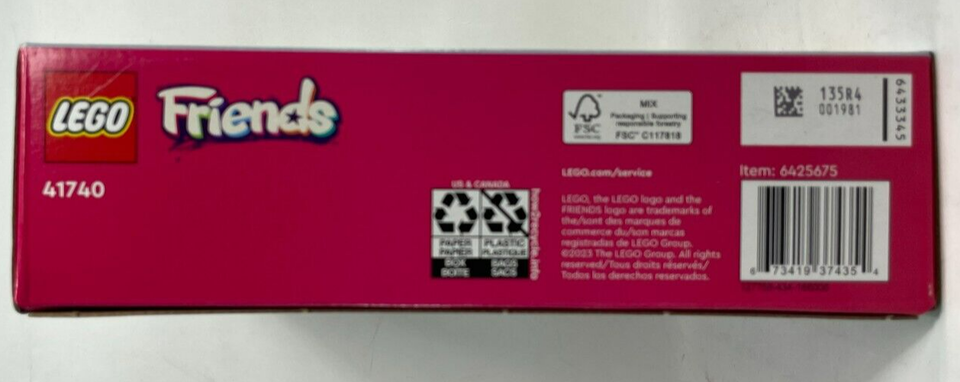 LEGO
Friends
41740
US & CANADA
PAPER
PAPIER
BOX
BOITE
PLASTIC
PLASTIQUE
BAGS
SACS
how2recycle.info
FSC
MIX
Packaging | Supporting
responsible forestry
FSC™ C117818
LEGO.com/service
LEGO, the LEGO logo and the
FRIENDS logo are trademarks of
the/sont des marques de
commerce du/son marcas
registradas de LEGO Group.
©2023 The LEGO Group. All rights
reserved/Tous droits réservés/
Todos los derechos reservados.
135R4
001981
6433345
Item: 6425675
6 73419 37435 4